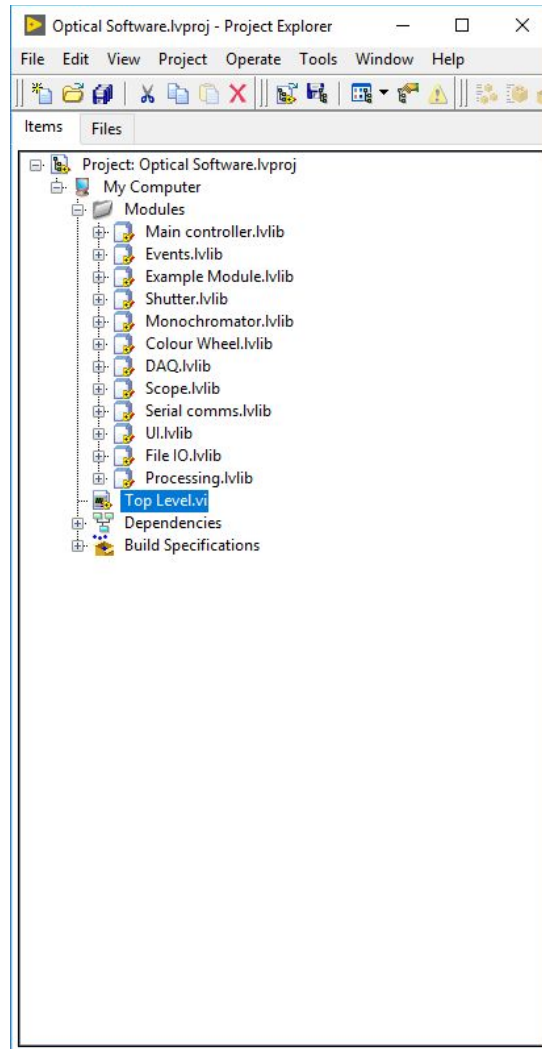 Optical Software.lvproj - Project Explorer
File Edit View Project Operate Tools Window Help
Items Files
Project: Optical Software.lvproj
My Computer
Modules
Main controller.lvlib
Events.lvlib
Example Module.lvlib
Shutter.lvlib
Monochromator.lvlib
Colour Wheel.lvlib
DAQ.lvlib
Scope.lvlib
Serial comms.lvlib
UI.lvlib
File IO.lvlib
Processing.lvlib
Top Level.vi
Dependencies
Build Specifications